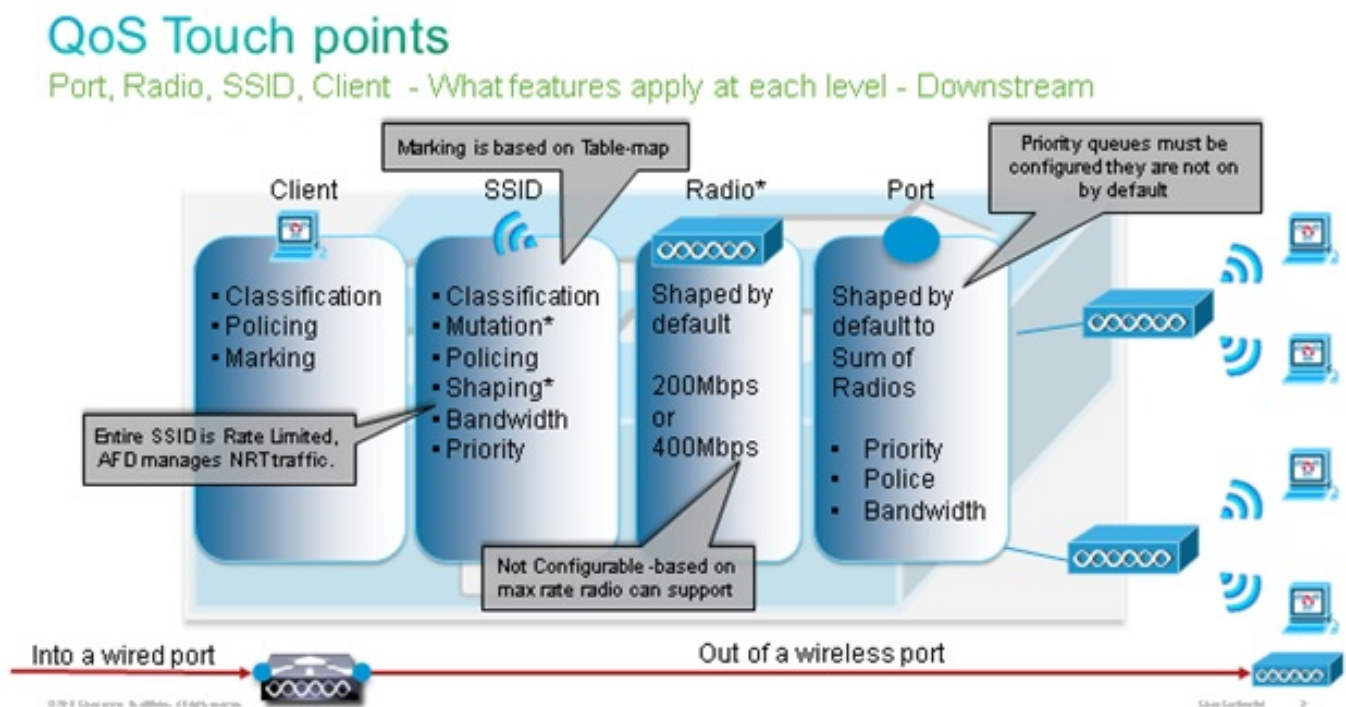 QoS Touch points
Port, Radio, SSID, Client - What features apply at each level - Downstream
Marking is based on Table-map
Priority queues must be
configured they are not on
by default
Client
SSID
Radio*
Port
▪ Classification
▪ Policing
▪ Marking
▪ Classification
▪ Mutation*
▪ Policing
▪ Shaping*
▪ Bandwidth
▪ Priority
Shaped by
default
200Mbps
or
400Mbps
Shaped by
default to
Sum of
Radios
▪ Priority
▪ Police
▪ Bandwidth
Entire SSID is Rate Limited,
AFD manages NRT traffic.
Not Configurable -based on
max rate radio can support
Into a wired port
Out of a wireless port